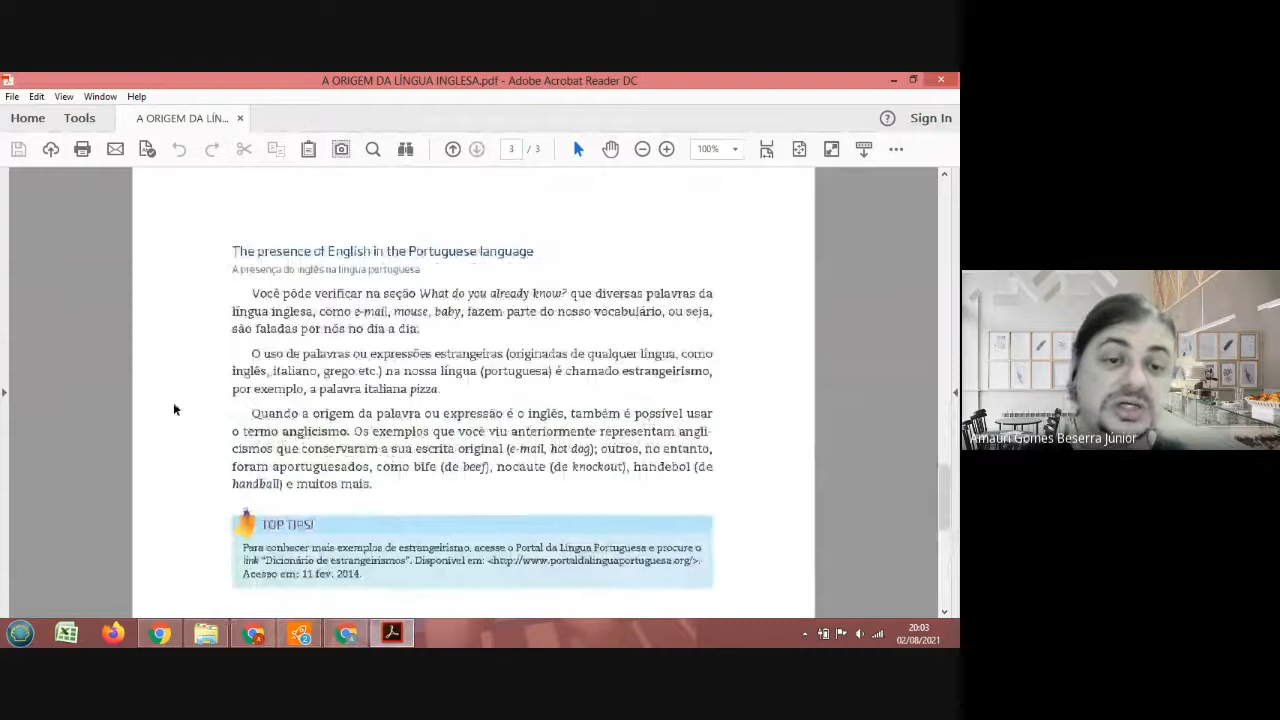 A ORIGEM DA LÍNGUA INGLESA.pdf - Adobe Acrobat Reader DC
File Edit View Window Help
Home Tools A ORIGEM DA LÍN... × ? Sign In
3 / 3 100%
The presence of English in the Portuguese language
A presença do inglês na língua portuguesa
Você pôde verificar na seção What do you already know? que diversas palavras da
língua inglesa, como e-mail, mouse, baby, fazem parte do nosso vocabulário, ou seja,
são faladas por nós no dia a dia.
O uso de palavras ou expressões estrangeiras (originadas de qualquer língua, como
inglês, italiano, grego etc.) na nossa língua (portuguesa) é chamado estrangeirismo,
por exemplo, a palavra italiana pizza.
Quando a origem da palavra ou expressão é o inglês, também é possível usar
o termo anglicismo. Os exemplos que você viu anteriormente representam angli-
cismos que conservaram a sua escrita original (e-mail, hot dog); outros, no entanto,
foram aportuguesados, como bife (de beef), nocaute (de knockout), handebol (de
handball) e muitos mais.
TOP TIPS!
Para conhecer mais exemplos de estrangeirismo, acesse o Portal da Língua Portuguesa e procure o
link "Dicionário de estrangeirismos". Disponível em: <http://www.portaldalinguaportuguesa.org/>.
Acesso em: 11 fev. 2014.
Amauri Gomes Beserra Júnior
20:03
02/08/2021